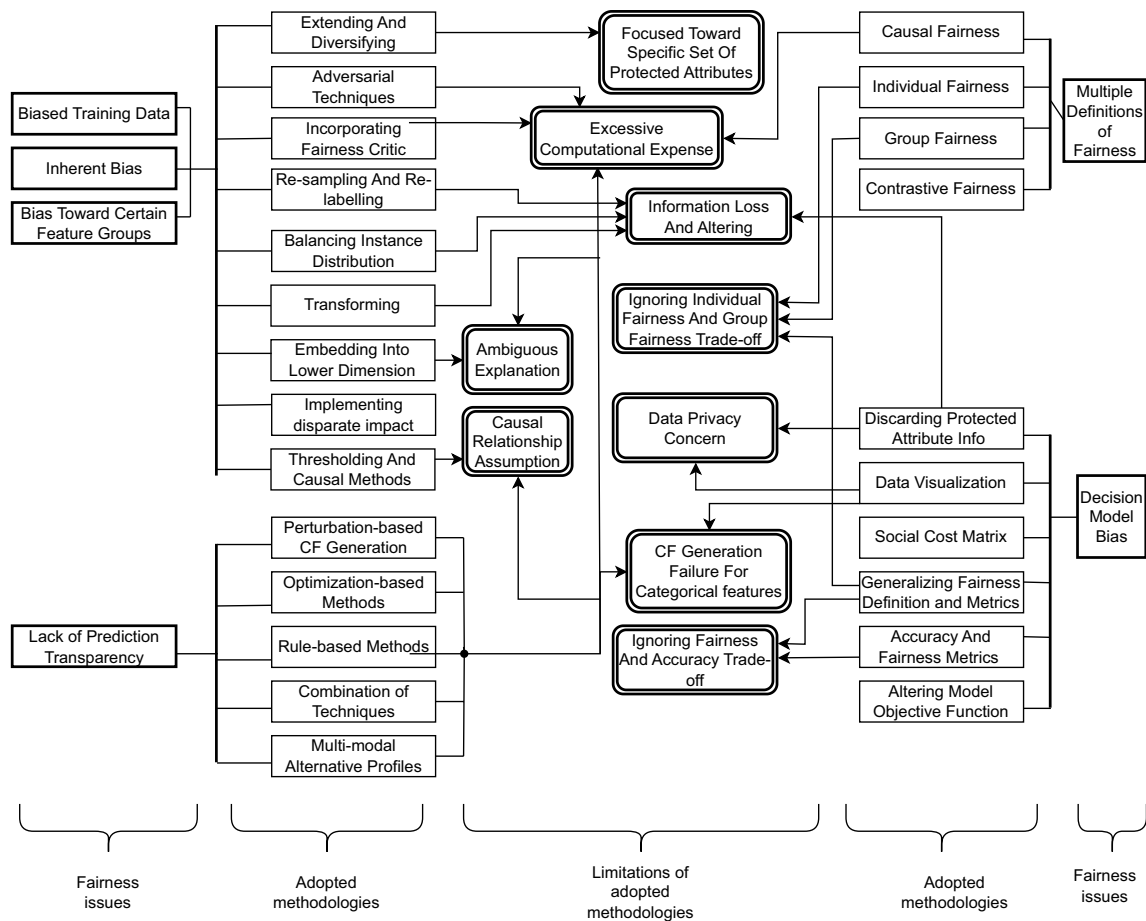 Biased Training Data
Inherent Bias
Bias Toward Certain
Feature Groups
Lack of Prediction
Transparency
Extending And
Diversifying
Adversarial
Techniques
Incorporating
Fairness Critic
Re-sampling And Re-
labelling
Balancing Instance
Distribution
Transforming
Embedding Into
Lower Dimension
Implementing
disparate impact
Thresholding And
Causal Methods
Perturbation-based
CF Generation
Optimization-based
Methods
Rule-based Methods
Combination of
Techniques
Multi-modal
Alternative Profiles
Focused Toward
Specific Set Of
Protected Attributes
Excessive
Computational Expense
Information Loss
And Altering
Ignoring Individual
Fairness And Group
Fairness Trade-off
Ambiguous
Explanation
Causal
Relationship
Assumption
Data Privacy
Concern
CF Generation
Failure For
Categorical features
Ignoring Fairness
And Accuracy Trade-
off
Causal Fairness
Individual Fairness
Group Fairness
Contrastive Fairness
Discarding Protected
Attribute Info
Data Visualization
Social Cost Matrix
Generalizing Fairness
Definition and Metrics
Accuracy And
Fairness Metrics
Altering Model
Objective Function
Multiple
Definitions
of
Fairness
Decision
Model
Bias
Fairness
issues
Adopted
methodologies
Limitations of
adopted
methodologies
Adopted
methodologies
Fairness
issues